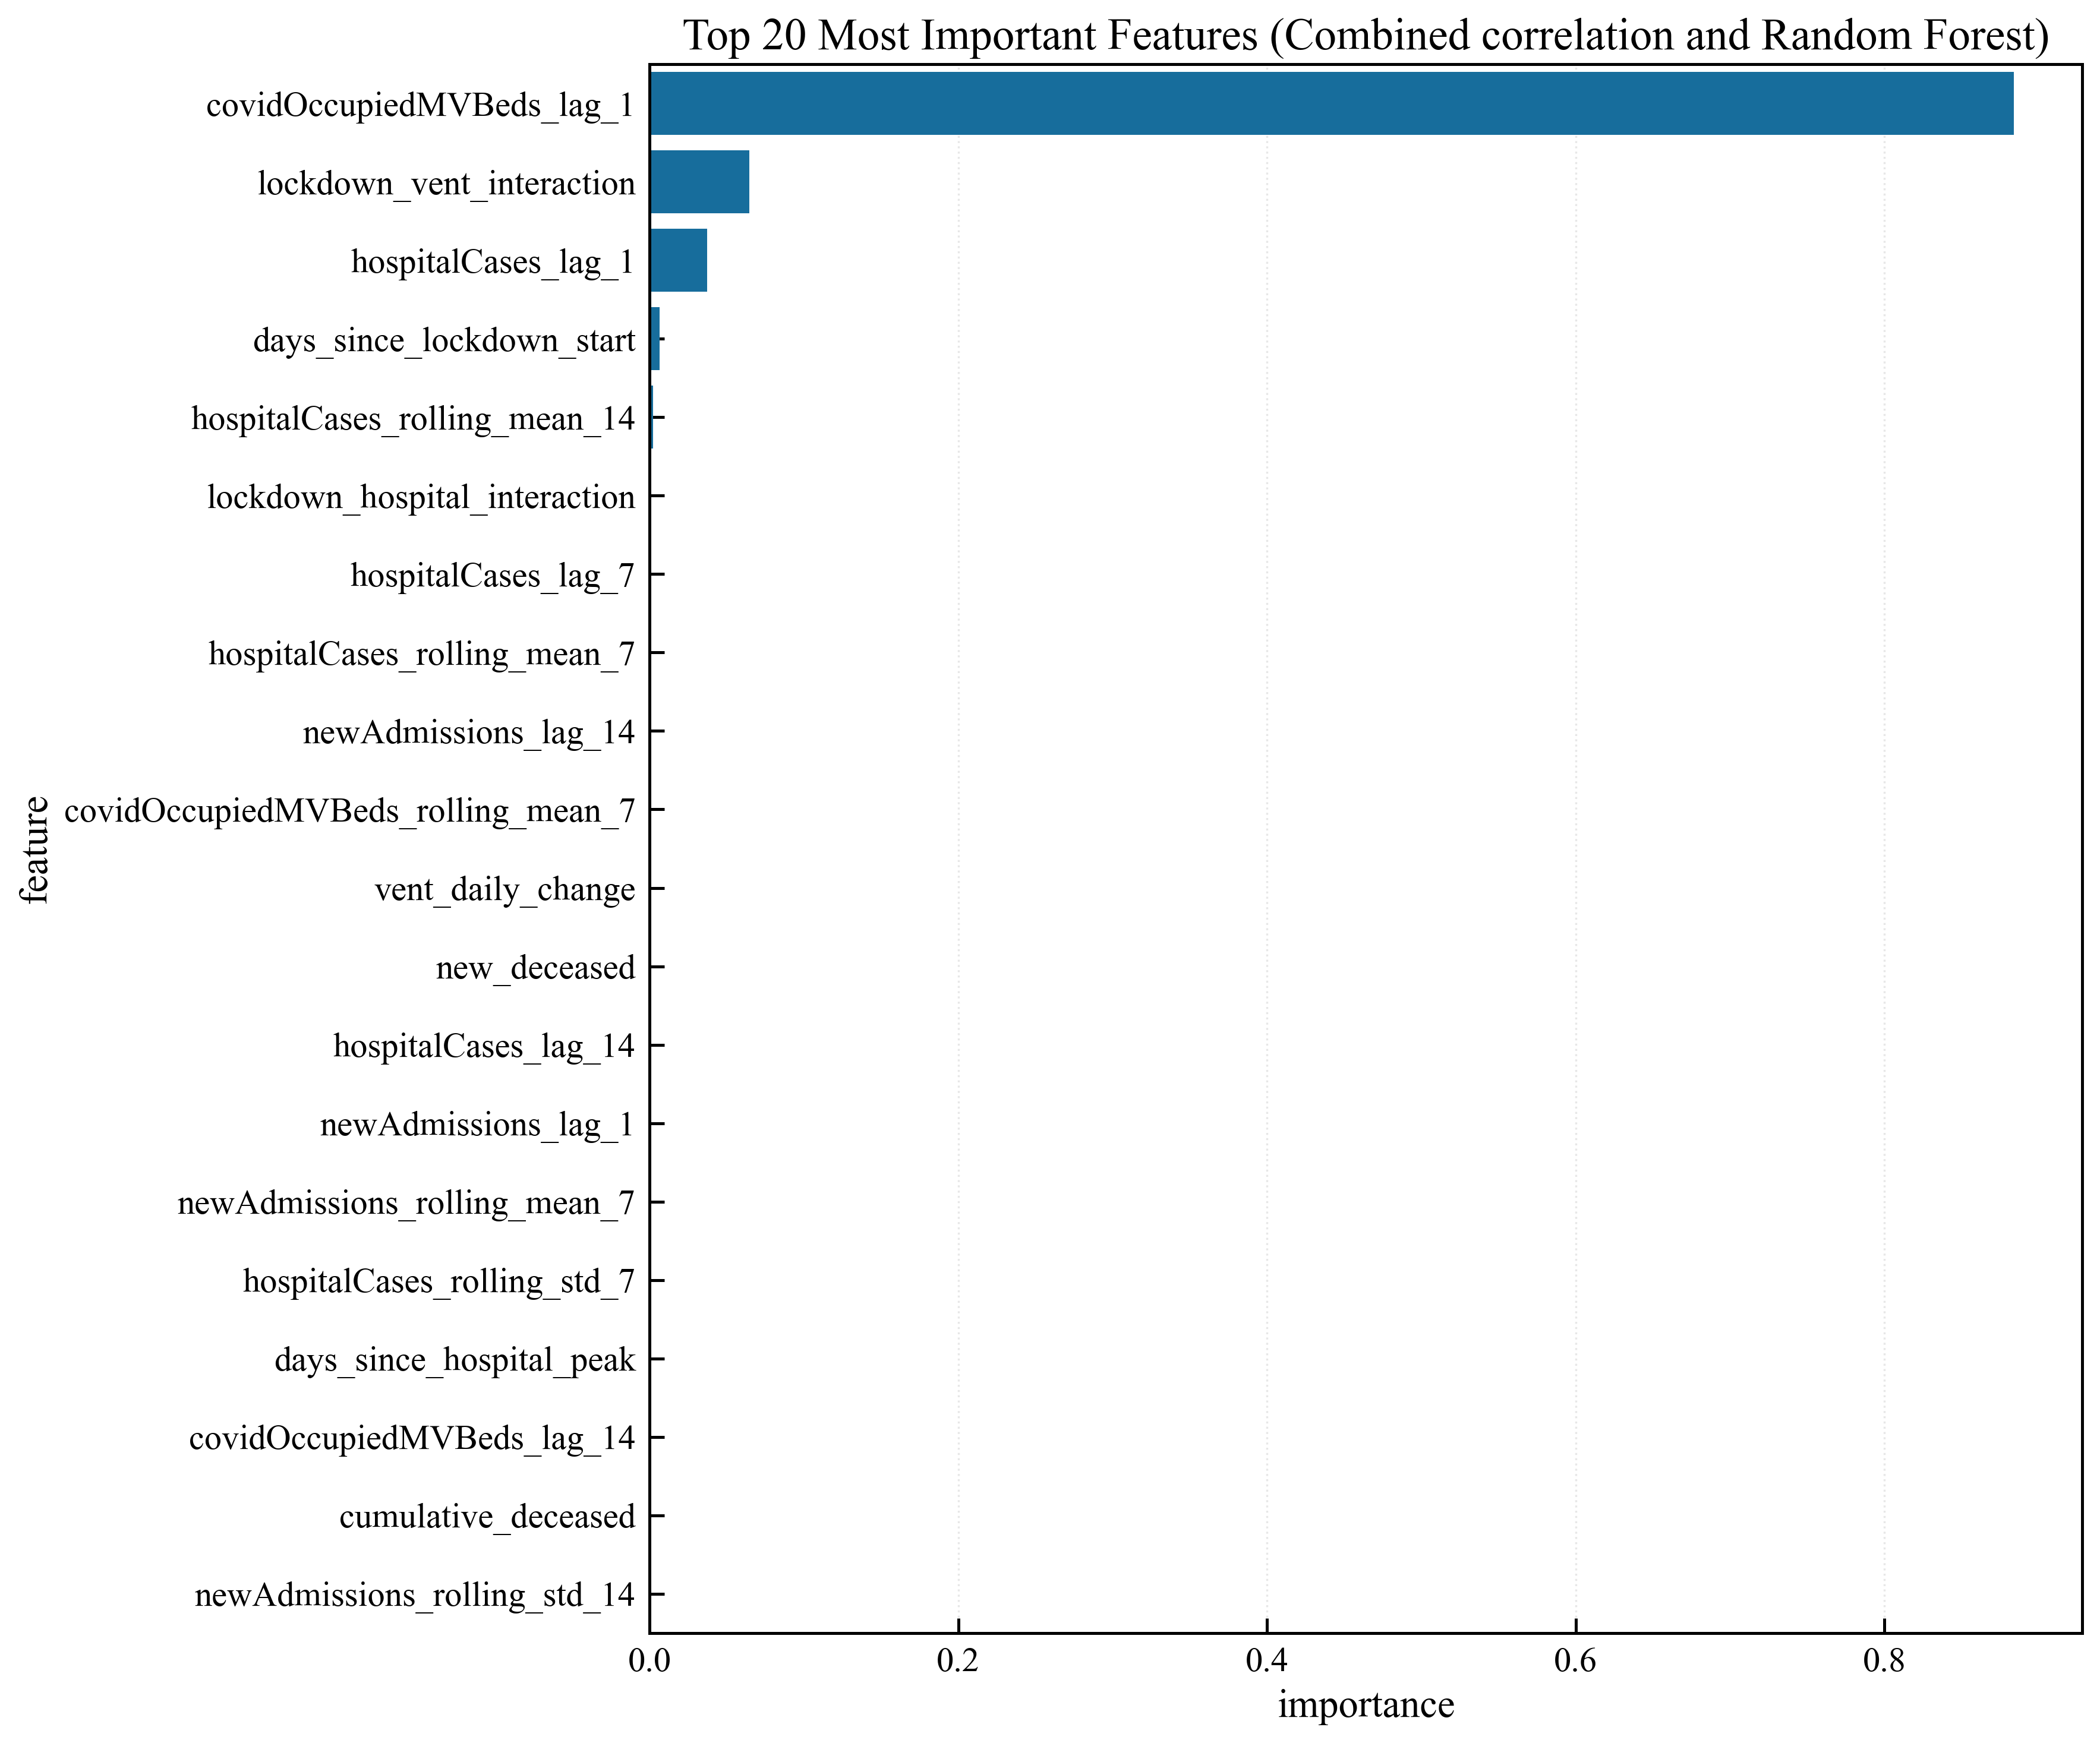 Top 20 Most Important Features (Combined correlation and Random Forest)
covidOccupiedMVBeds_lag_1
lockdown_vent_interaction
hospitalCases_lag_1
days_since_lockdown_start
hospitalCases_rolling_mean_14
lockdown_hospital_interaction
hospitalCases_lag_7
hospitalCases_rolling_mean_7
newAdmissions_lag_14
covidOccupiedMVBeds_rolling_mean_7
vent_daily_change
new_deceased
hospitalCases_lag_14
newAdmissions_lag_1
newAdmissions_rolling_mean_7
hospitalCases_rolling_std_7
days_since_hospital_peak
covidOccupiedMVBeds_lag_14
cumulative_deceased
newAdmissions_rolling_std_14
feature
0.0 0.2 0.4 0.6 0.8
importance